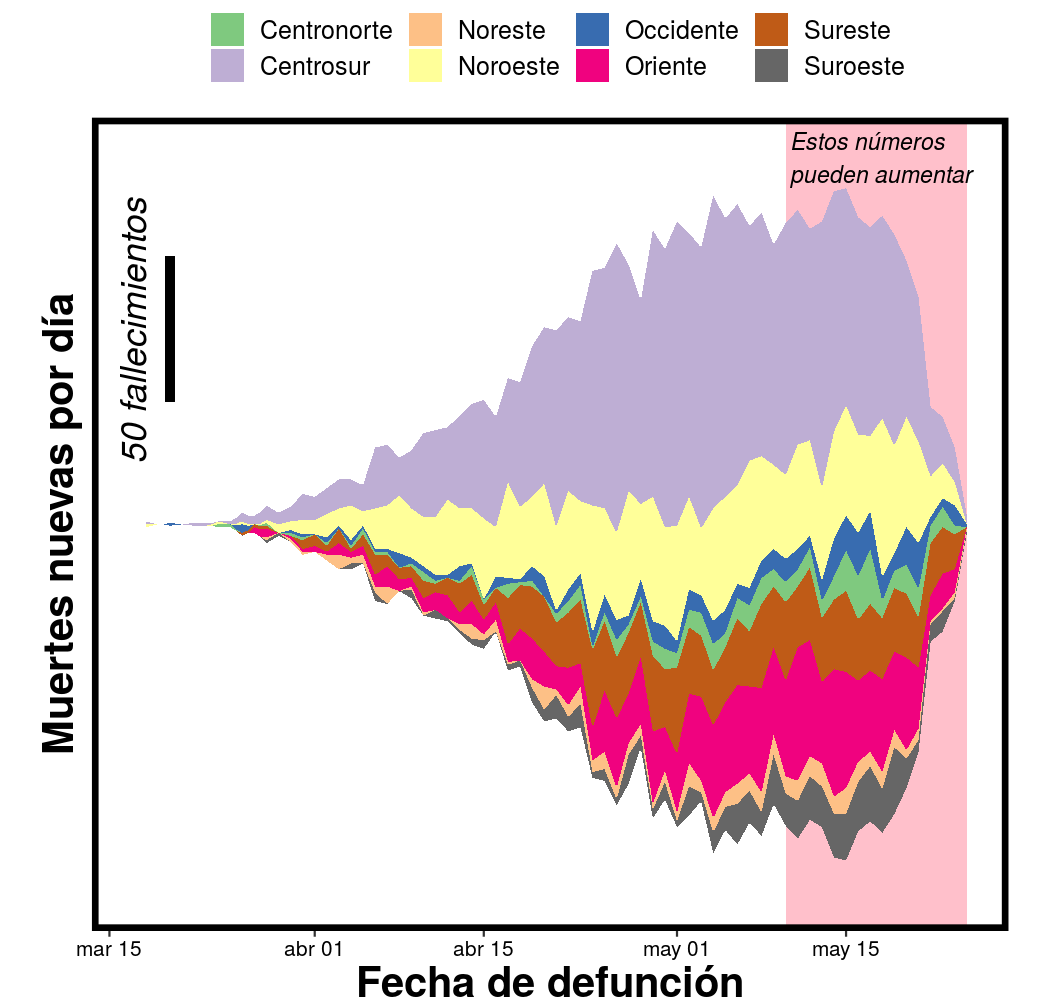 Centronorte Noreste Occidente Sureste
Centrosur Noroeste Oriente Suroeste
Estos números
pueden aumentar
50 fallecimientos
Muertes nuevas por día
mar 15 abr 01 abr 15 may 01 may 15
Fecha de defunción